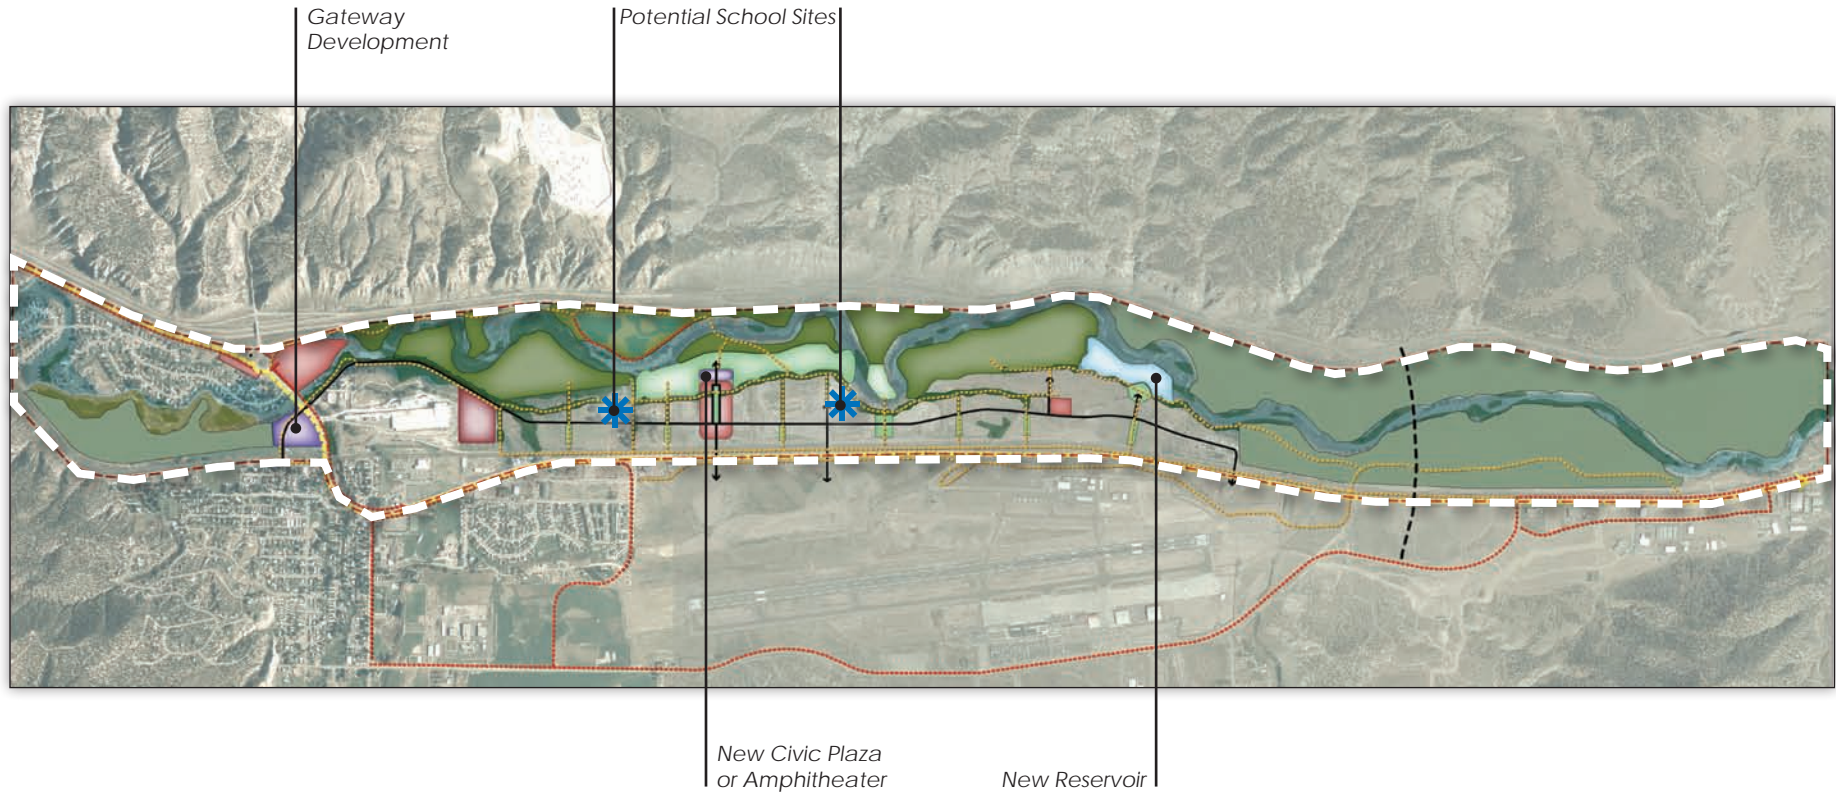 Gateway
Development
Potential School Sites
New Civic Plaza
or Amphitheater
New Reservoir